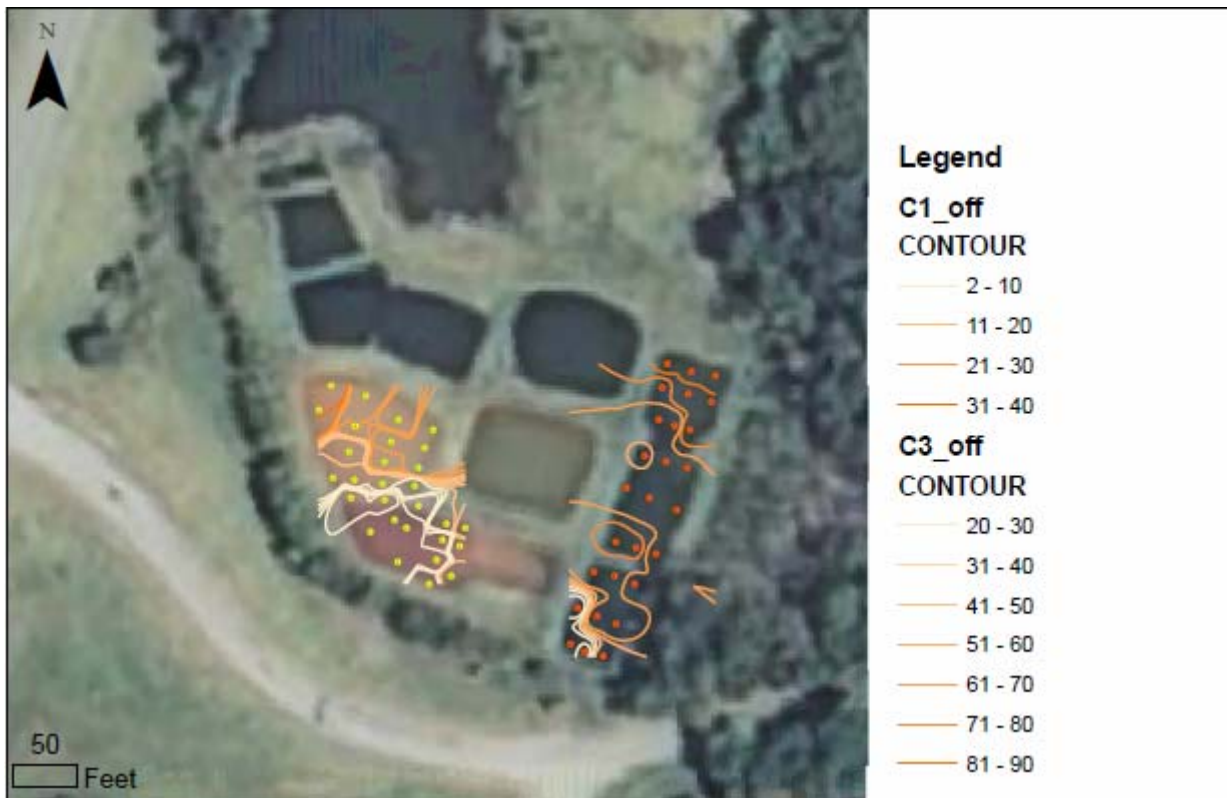 N
50
Feet
Legend
C1_off
CONTOUR
2 - 10
11 - 20
21 - 30
31 - 40
C3_off
CONTOUR
20 - 30
31 - 40
41 - 50
51 - 60
61 - 70
71 - 80
81 - 90